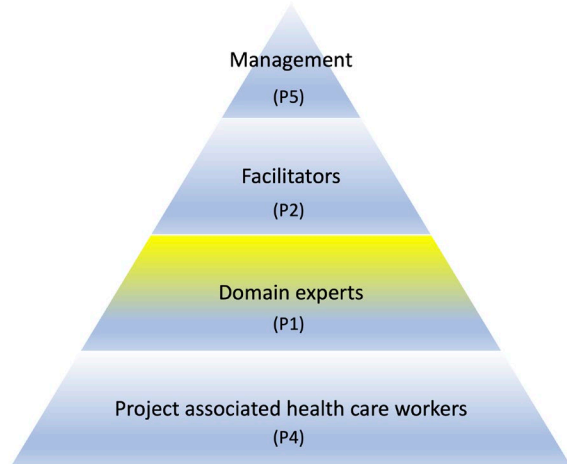 Management
(P5)
Facilitators
(P2)
Domain experts
(P1)
Project associated health care workers
(P4)